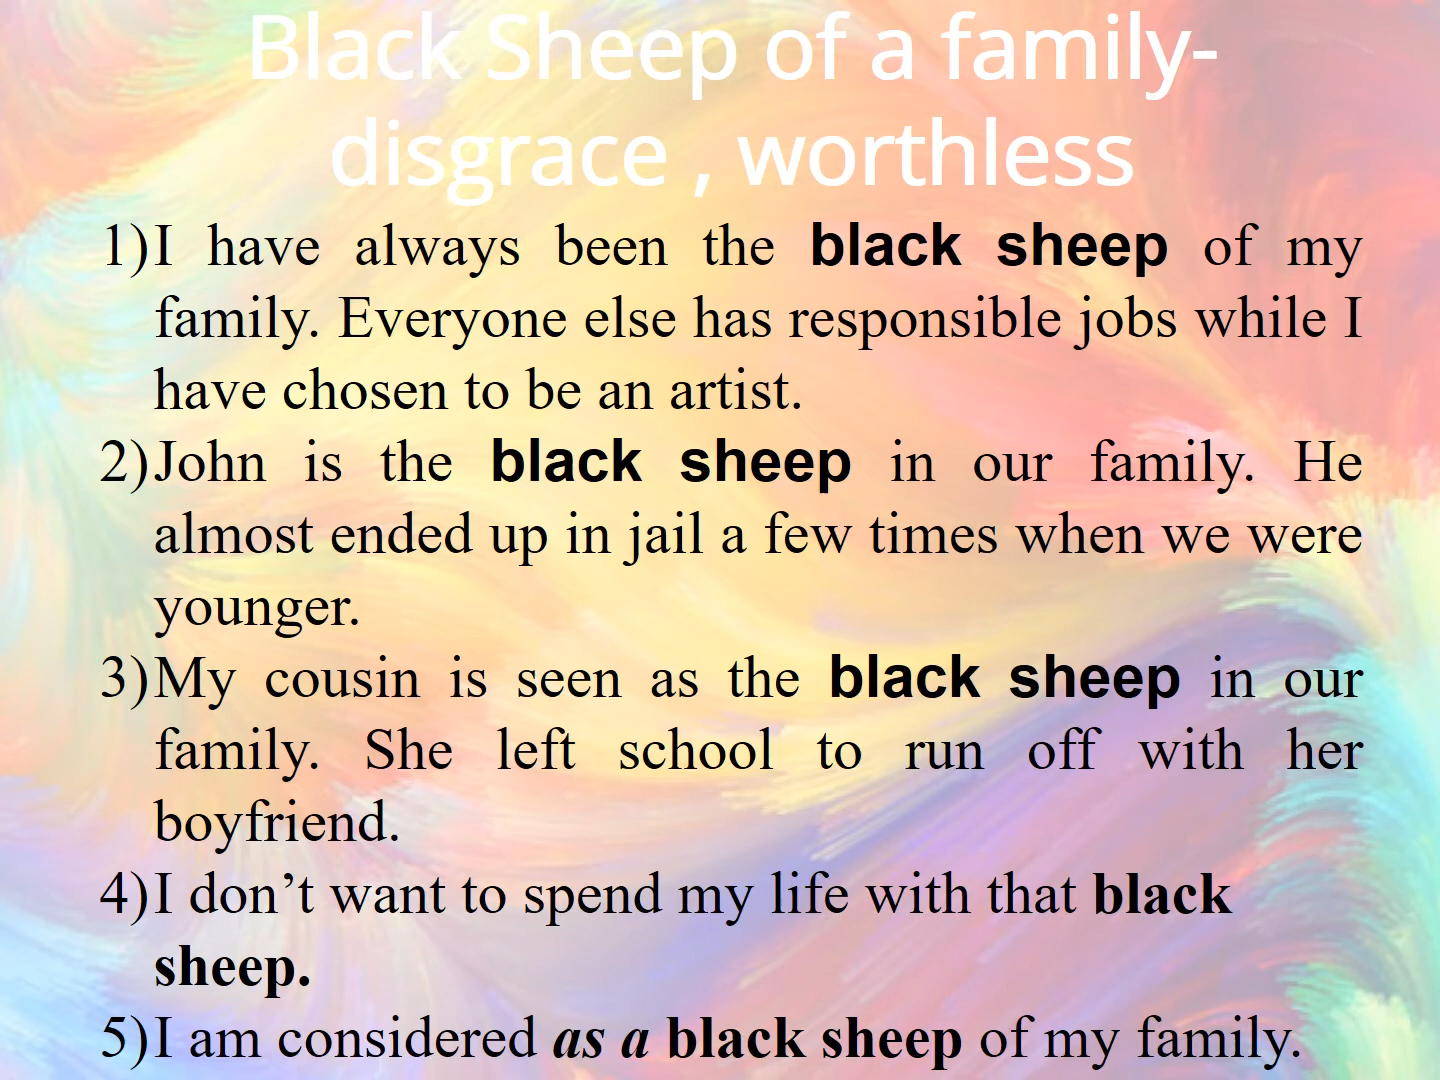 Black Sheep of a family-
disgrace , worthless
1) I have always been the black sheep of my
family. Everyone else has responsible jobs while I
have chosen to be an artist.
2) John is the black sheep in our family. He
almost ended up in jail a few times when we were
younger.
3) My cousin is seen as the black sheep in our
family. She left school to run off with her
boyfriend.
4) I don’t want to spend my life with that black
sheep.
5) I am considered as a black sheep of my family.